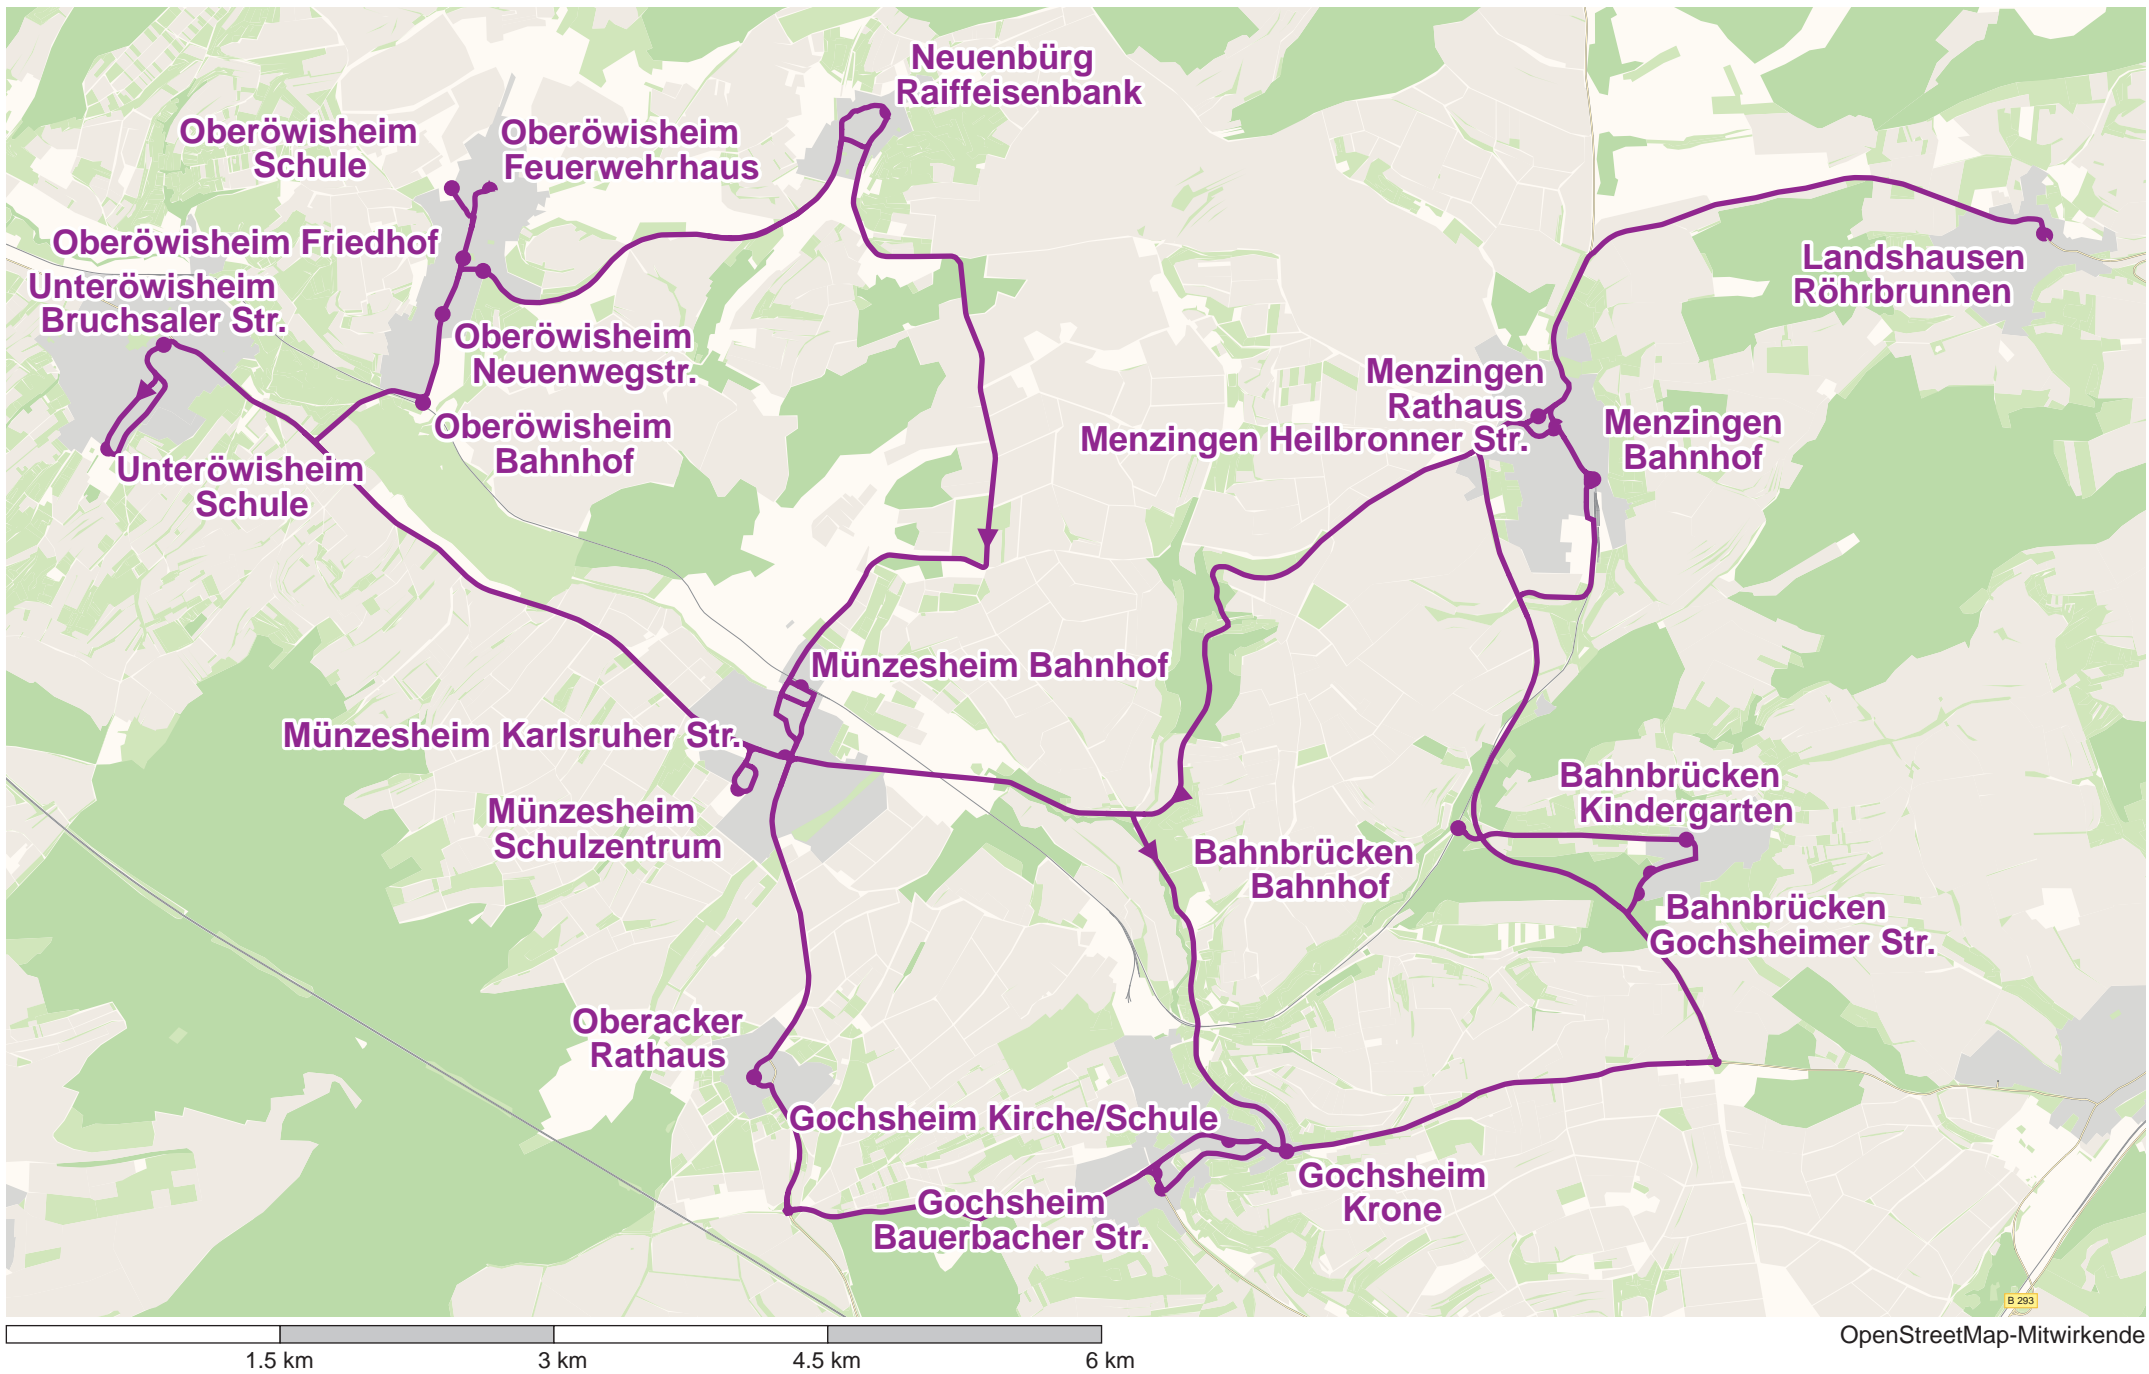 Neuenbürg
Raiffeisenbank
Oberöwisheim
Schule
Oberöwisheim
Feuerwehrhaus
Oberöwisheim Friedhof
Unteröwisheim
Bruchsaler Str.
Landshausen
Röhrbrunnen
Oberöwisheim
Neuenwegstr.
Menzingen
Rathaus
Oberöwisheim
Bahnhof
Menzingen Heilbronner Str.
Menzingen
Bahnhof
Unteröwisheim
Schule
Münzesheim Bahnhof
Münzesheim Karlsruher Str.
Bahnbrücken
Kindergarten
Münzesheim
Schulzentrum
Bahnbrücken
Bahnhof
Bahnbrücken
Gochsheimer Str.
Oberacker
Rathaus
Gochsheim Kirche/Schule
Gochsheim
Krone
Gochsheim
Bauerbacher Str.
B 293
OpenStreetMap-Mitwirkende
1.5 km
3 km
4.5 km
6 km